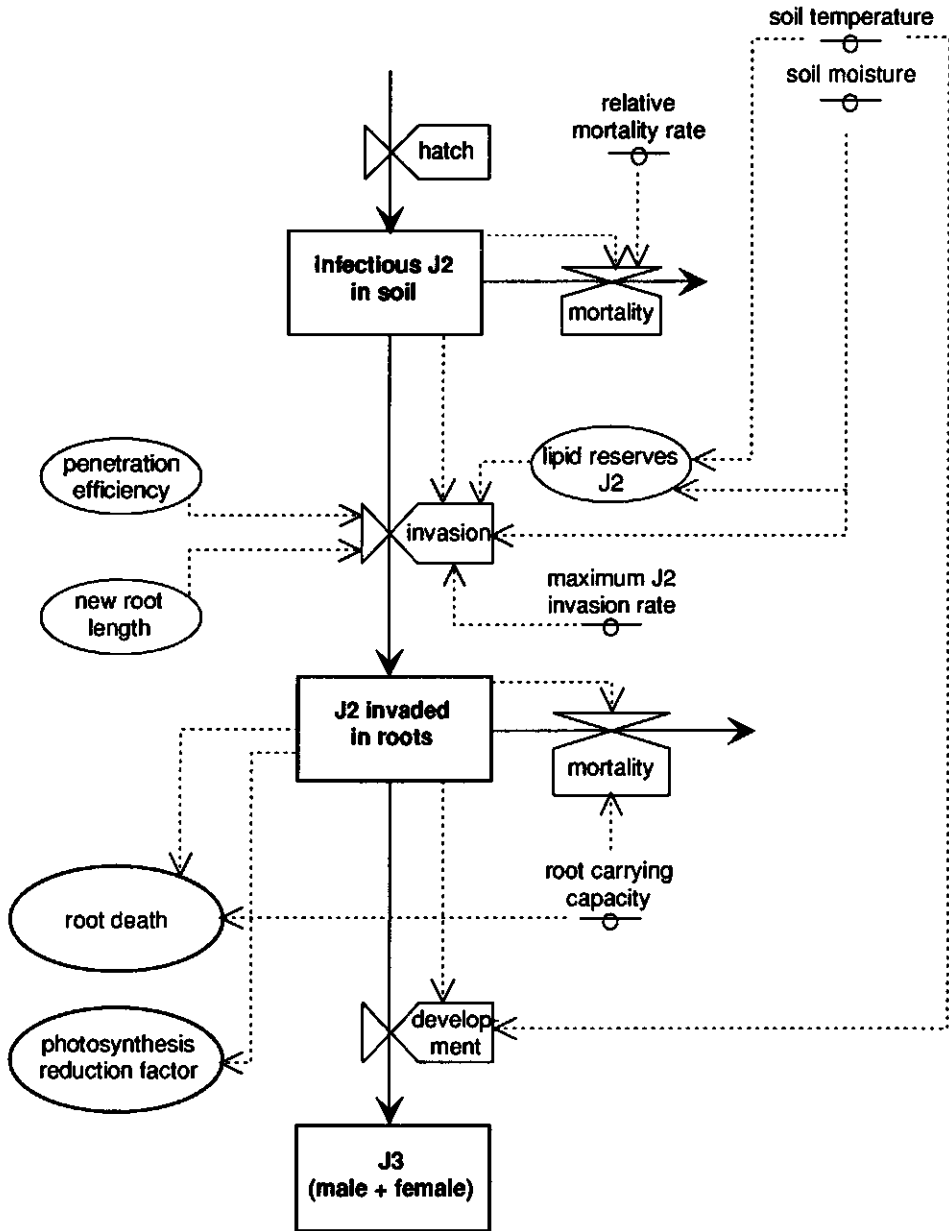 soil temperature
soil moisture
relative
mortality rate
hatch
Infectious J2
in soil
mortality
penetration
efficiency
lipid reserves
J2
invasion
new root
length
maximum J2
invasion rate
J2 invaded
in roots
mortality
root carrying
capacity
root death
develop
ment
photosynthesis
reduction factor
J3
(male + female)